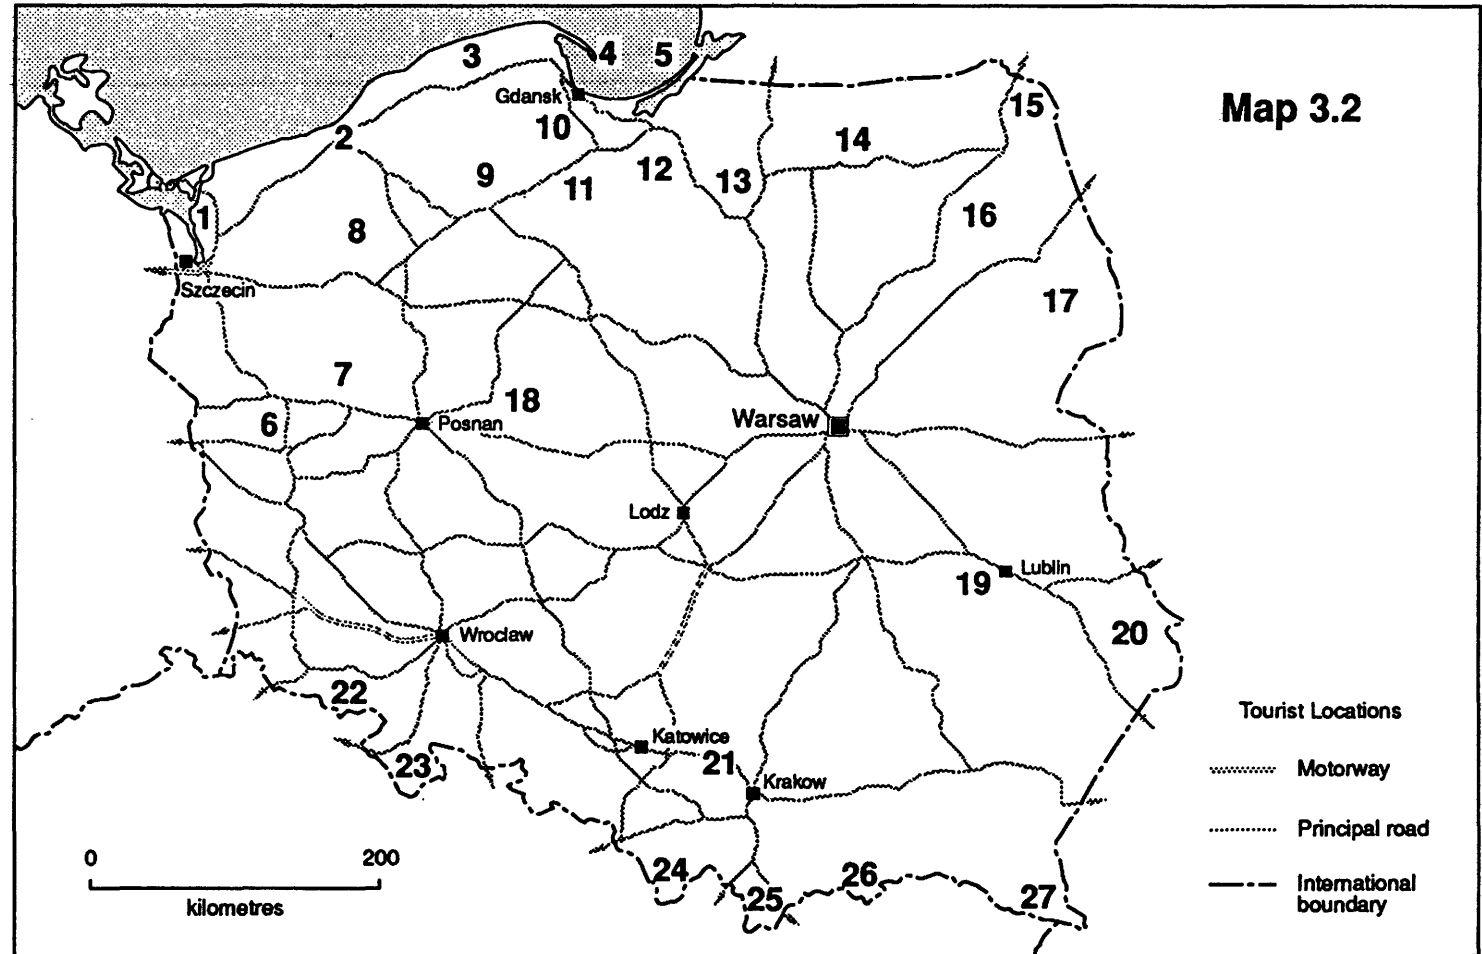 3
4
5
Gdansk
15
Map 3.2
2
10
14
12
9
11
13
1
8
16
Szczecin
17
7
18
6
Posnan
Warsaw
Lodz
19
Lublin
Wroclaw
20
22
Tourist Locations
Katowice
21
23
Motorway
Krakow
Principal road
0
200
kilometres
24
25
26
27
International
boundary